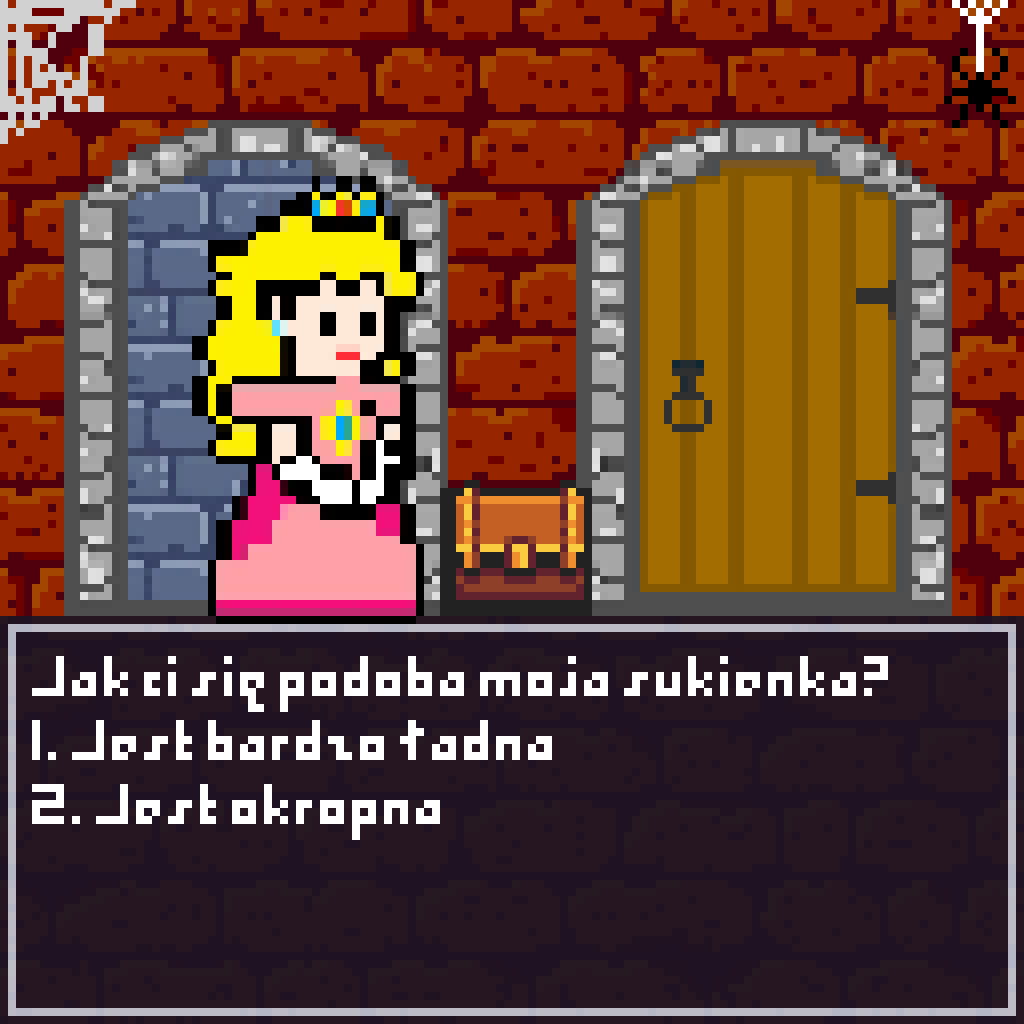 Jak ci się podoba moja sukienka?
1. Jest bardzo ładna
2. Jest okropna